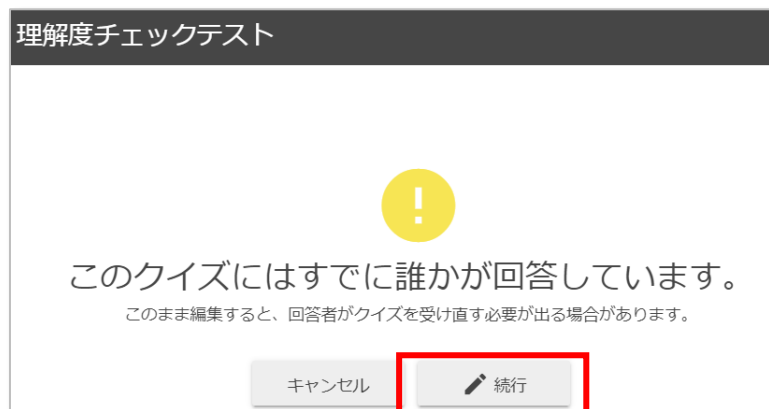 理解度チェックテスト
このクイズにはすでに誰かが回答しています。
このまま編集すると、回答者がクイズを受け直す必要が出る場合があります。
キャンセル
続行